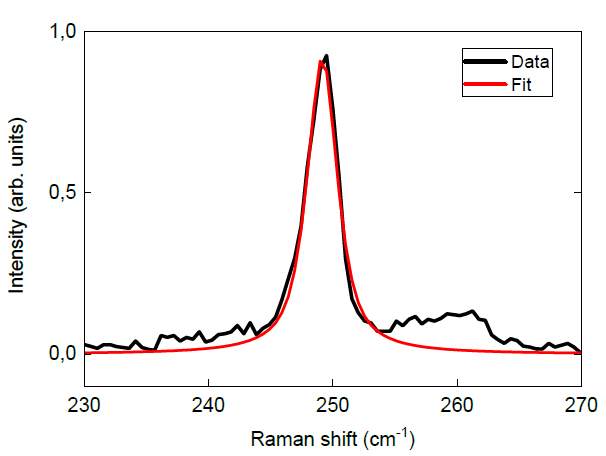 1,0
Data
Fit
0,5
0,0
Intensity (arb. units)
230 240 250 260 270
Raman shift (cm⁻¹)